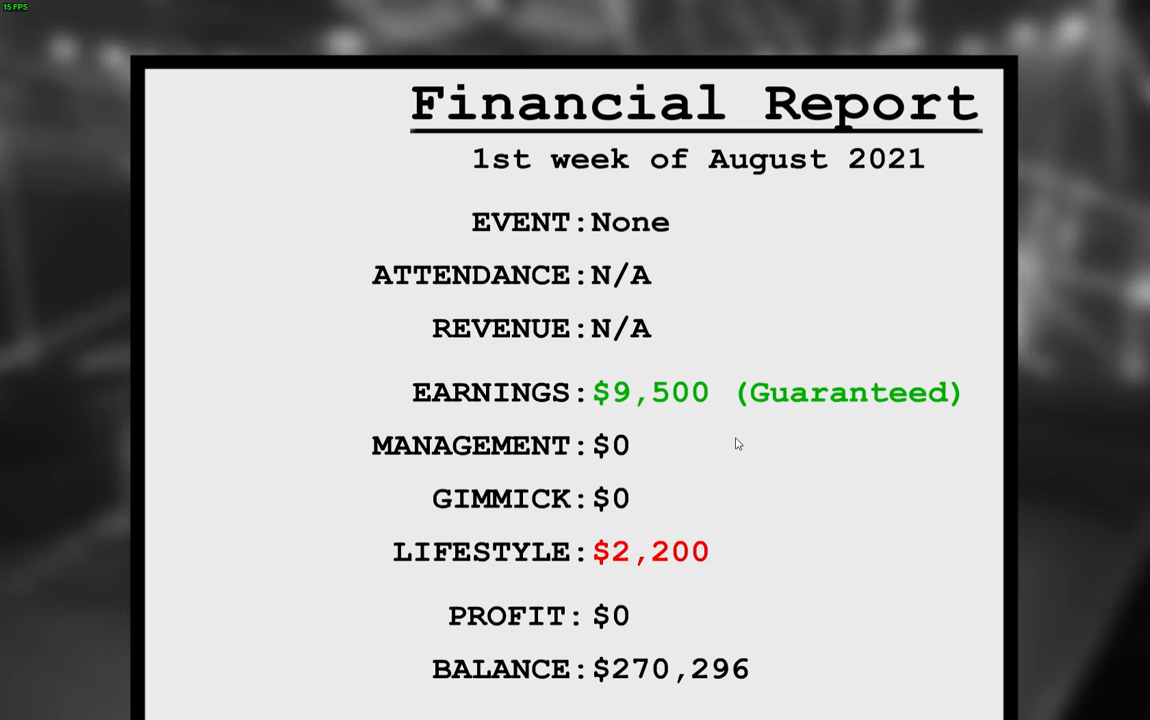 15 FPS
Financial Report
1st week of August 2021
EVENT: None
ATTENDANCE: N/A
REVENUE: N/A
EARNINGS: $9,500 (Guaranteed)
MANAGEMENT: $0
GIMMICK: $0
LIFESTYLE: $2,200
PROFIT: $0
BALANCE: $270,296